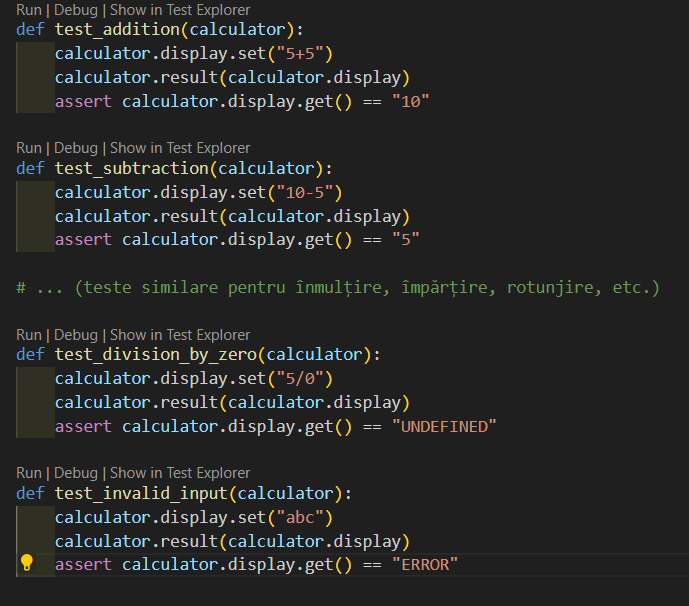 Run | Debug | Show in Test Explorer
def test_addition(calculator):
    calculator.display.set("5+5")
    calculator.result(calculator.display)
    assert calculator.display.get() == "10"
Run | Debug | Show in Test Explorer
def test_subtraction(calculator):
    calculator.display.set("10-5")
    calculator.result(calculator.display)
    assert calculator.display.get() == "5"
# ... (teste similare pentru înmulțire, împărțire, rotunjire, etc.)
Run | Debug | Show in Test Explorer
def test_division_by_zero(calculator):
    calculator.display.set("5/0")
    calculator.result(calculator.display)
    assert calculator.display.get() == "UNDEFINED"
Run | Debug | Show in Test Explorer
def test_invalid_input(calculator):
    calculator.display.set("abc")
    calculator.result(calculator.display)
    assert calculator.display.get() == "ERROR"